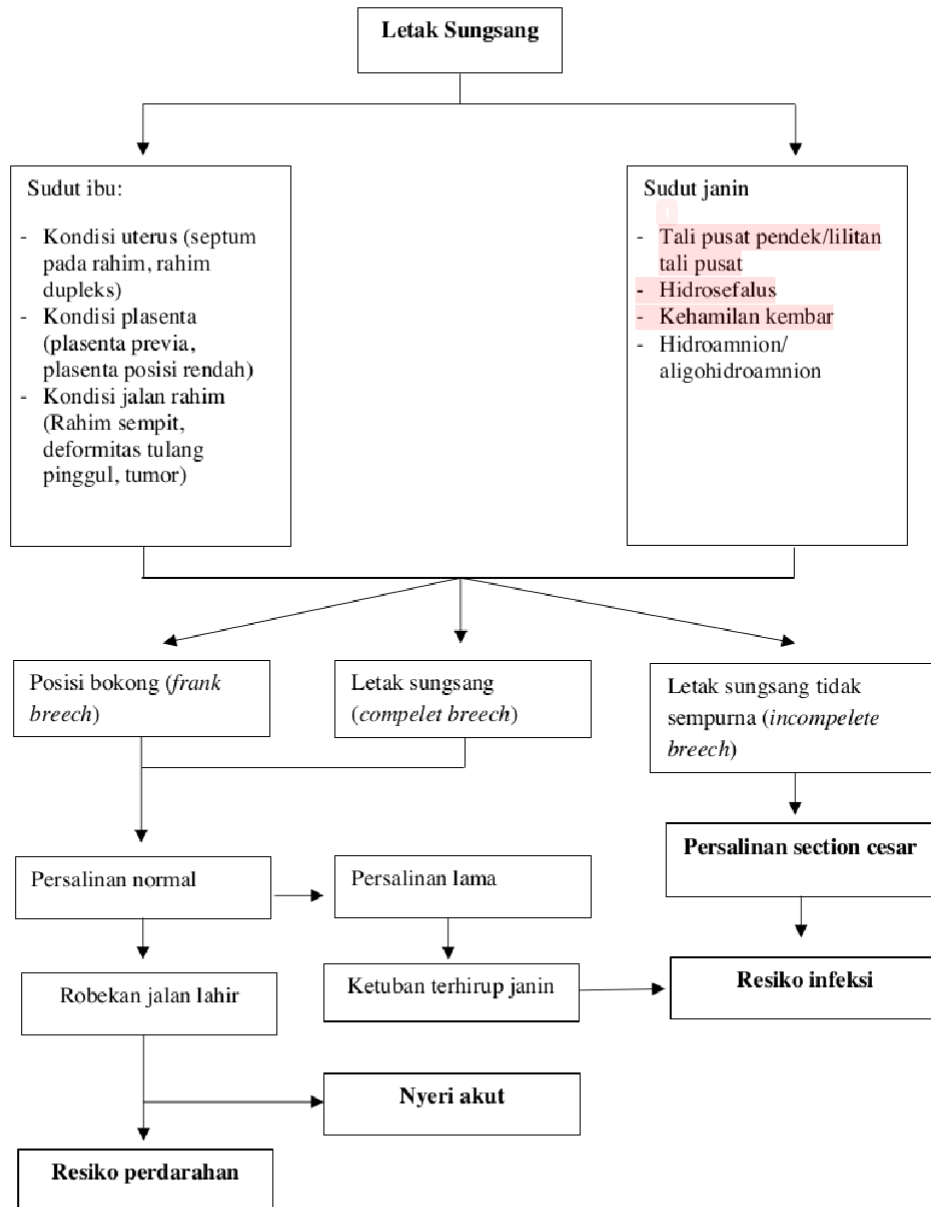 Letak Sungsang
Sudut ibu:
- Kondisi uterus (septum
pada rahim, rahim
dupleks)
- Kondisi plasenta
(plasenta previa,
plasenta posisi rendah)
- Kondisi jalan rahim
(Rahim sempit,
deformitas tulang
pinggul, tumor)
Sudut janin
1
- Tali pusat pendek/lilitan
tali pusat
- Hidrosefalus
- Kehamilan kembar
- Hidroamnion/
aligohidroamnion
Posisi bokong (frank
breech)
Letak sungsang
(compelet breech)
Letak sungsang tidak
sempurna (incompelete
breech)
Persalinan section cesar
Persalinan normal
Persalinan lama
Robekan jalan lahir
Ketuban terhirup janin
Resiko infeksi
Nyeri akut
Resiko perdarahan